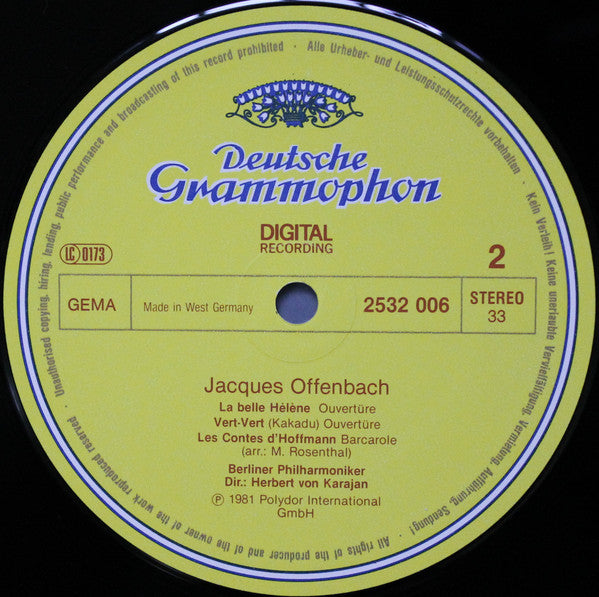 Deutsche
Grammophon
DIGITAL
RECORDING
LC 0173
2
GEMA
Made in West Germany
2532 006
STEREO
33
Jacques Offenbach
La belle Hélène Ouvertüre
Vert-Vert (Kakadu) Ouvertüre
Les Contes d'Hoffmann Barcarole
(arr.: M. Rosenthal)
Berliner Philharmoniker
Dir.: Herbert von Karajan
Ⓟ 1981 Polydor International
GmbH
Alle Urheber- und Leistungsschutzrechte vorbehalten · Kein Verleih! Keine unerlaubte Vervielfältigung, Vermietung, Aufführung, Sendung! · All rights of the producer and of the owner of the work reproduced reserved · Unauthorised copying, hiring, lending, public performance and broadcasting of this record prohibited ·